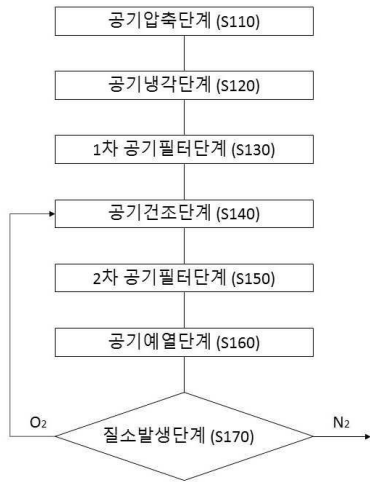 공기압축단계 (S110)
공기냉각단계 (S120)
1차 공기필터단계 (S130)
공기건조단계 (S140)
2차 공기필터단계 (S150)
공기예열단계 (S160)
O₂
질소발생단계 (S170)
N₂